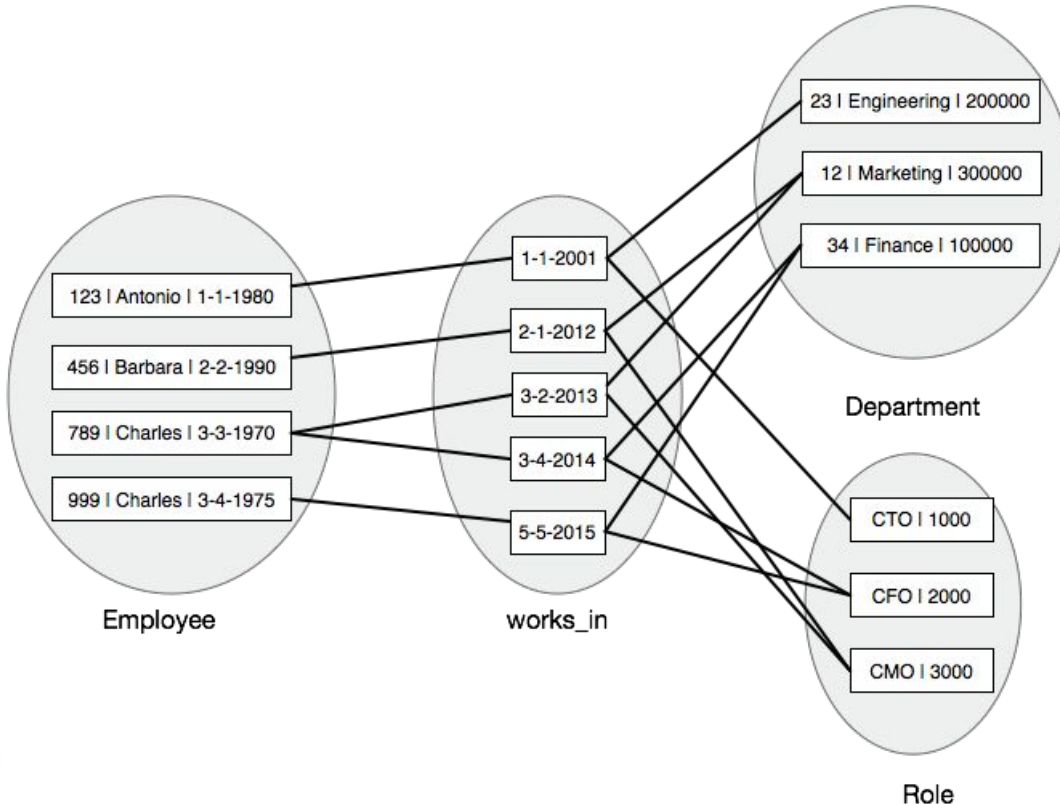 123 | Antonio | 1-1-1980
456 | Barbara | 2-2-1990
789 | Charles | 3-3-1970
999 | Charles | 3-4-1975
Employee
1-1-2001
2-1-2012
3-2-2013
3-4-2014
5-5-2015
works_in
23 | Engineering | 200000
12 | Marketing | 300000
34 | Finance | 100000
Department
CTO | 1000
CFO | 2000
CMO | 3000
Role